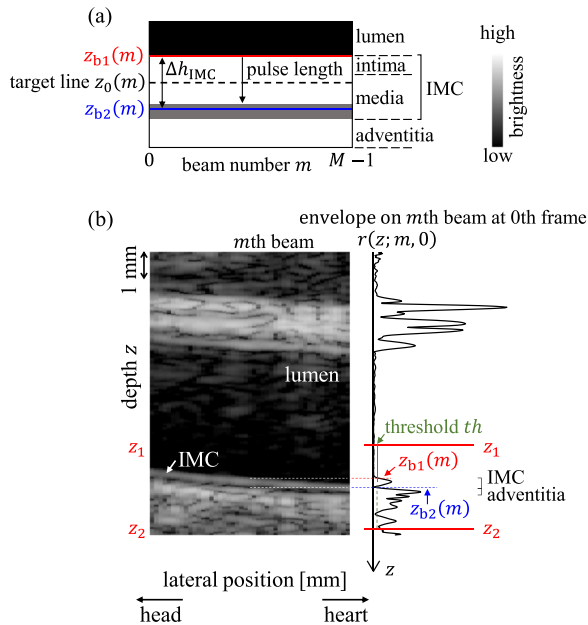 (a)
lumen
high
z_b1(m)
Δh_IMC
pulse length
intima
IMC
target line z_0(m)
media
brightness
z_b2(m)
adventitia
low
0
beam number m
M −1
(b)
envelope on mth beam at 0th frame
mth beam
r(z; m, 0)
1 mm
depth z
lumen
threshold th
z_1
z_1
IMC
z_b1(m)
IMC
adventitia
z_b2(m)
z_2
z_2
z
lateral position [mm]
head
heart